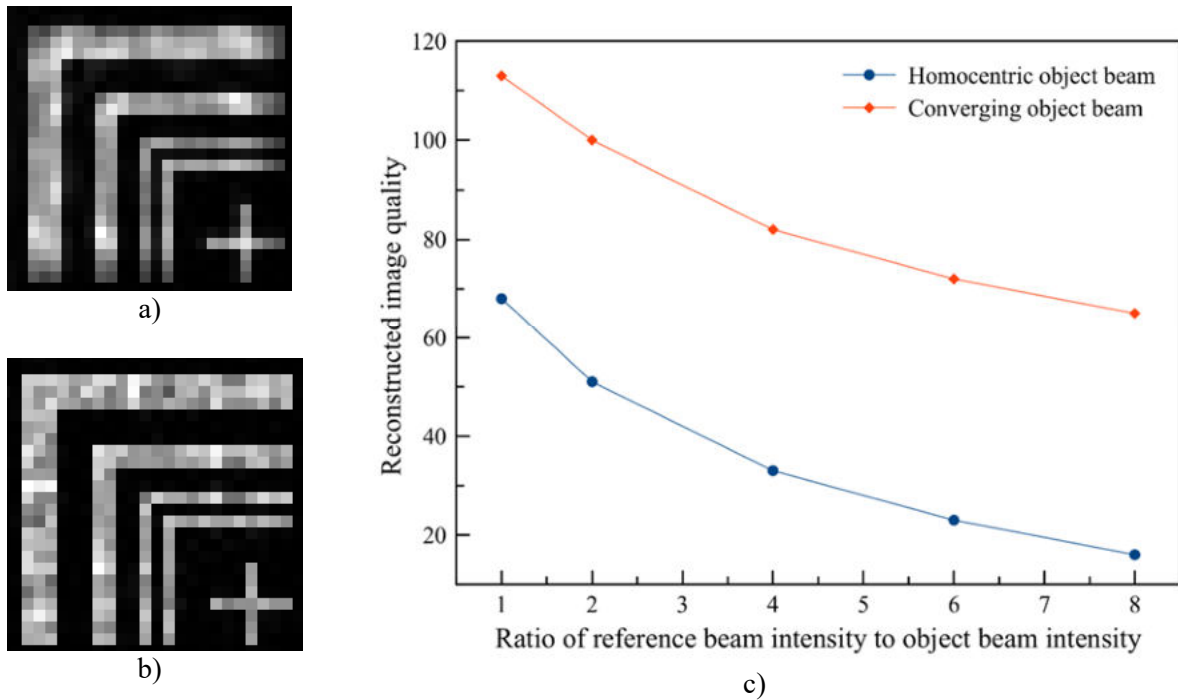 a)
b)
120
100
80
60
40
20
Reconstructed image quality
Homocentric object beam
Converging object beam
1 2 3 4 5 6 7 8
Ratio of reference beam intensity to object beam intensity
c)